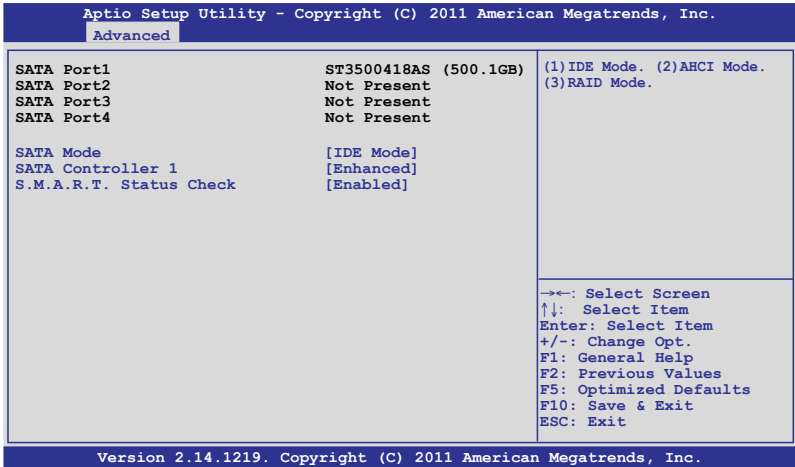 Aptio Setup Utility - Copyright (C) 2011 American Megatrends, Inc.
Advanced
SATA Port1 ST3500418AS (500.1GB)
SATA Port2 Not Present
SATA Port3 Not Present
SATA Port4 Not Present
SATA Mode [IDE Mode]
SATA Controller 1 [Enhanced]
S.M.A.R.T. Status Check [Enabled]
(1)IDE Mode. (2)AHCI Mode.
(3)RAID Mode.
→←: Select Screen
↑↓: Select Item
Enter: Select Item
+/-: Change Opt.
F1: General Help
F2: Previous Values
F5: Optimized Defaults
F10: Save & Exit
ESC: Exit
Version 2.14.1219. Copyright (C) 2011 American Megatrends, Inc.